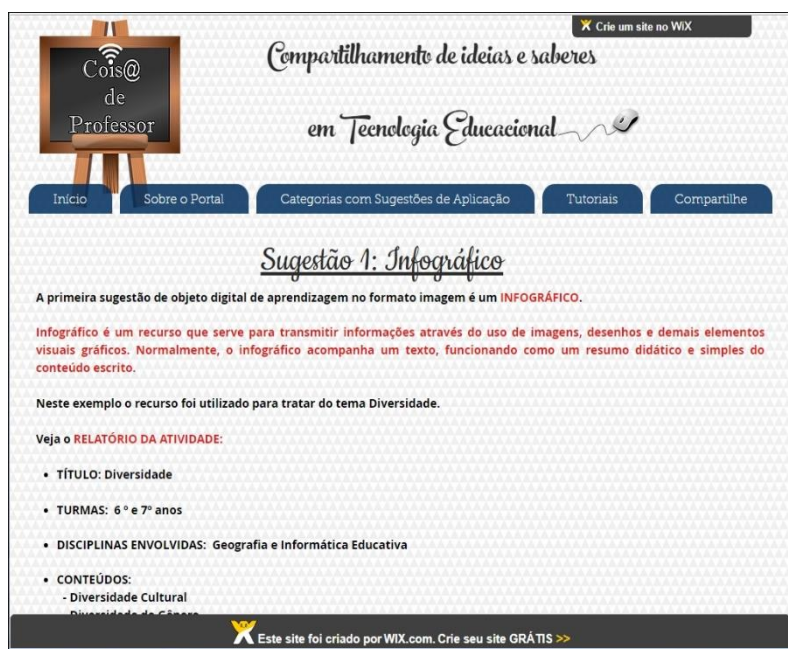 Crie um site no WiX
Cois@
de
Professor
Compartilhamento de ideias e saberes
em Tecnologia Educacional
Início
Sobre o Portal
Categorias com Sugestões de Aplicação
Tutoriais
Compartilhe
Sugestão 1: Infográfico
A primeira sugestão de objeto digital de aprendizagem no formato imagem é um INFOGRÁFICO.
Infográfico é um recurso que serve para transmitir informações através do uso de imagens, desenhos e demais elementos
visuais gráficos. Normalmente, o infográfico acompanha um texto, funcionando como um resumo didático e simples do
conteúdo escrito.
Neste exemplo o recurso foi utilizado para tratar do tema Diversidade.
Veja o RELATÓRIO DA ATIVIDADE:
• TÍTULO: Diversidade
• TURMAS: 6 º e 7º anos
• DISCIPLINAS ENVOLVIDAS: Geografia e Informática Educativa
• CONTEÚDOS:
- Diversidade Cultural
- Diversidade de Gênero
Este site foi criado por WIX.com. Crie seu site GRÁTIS >>